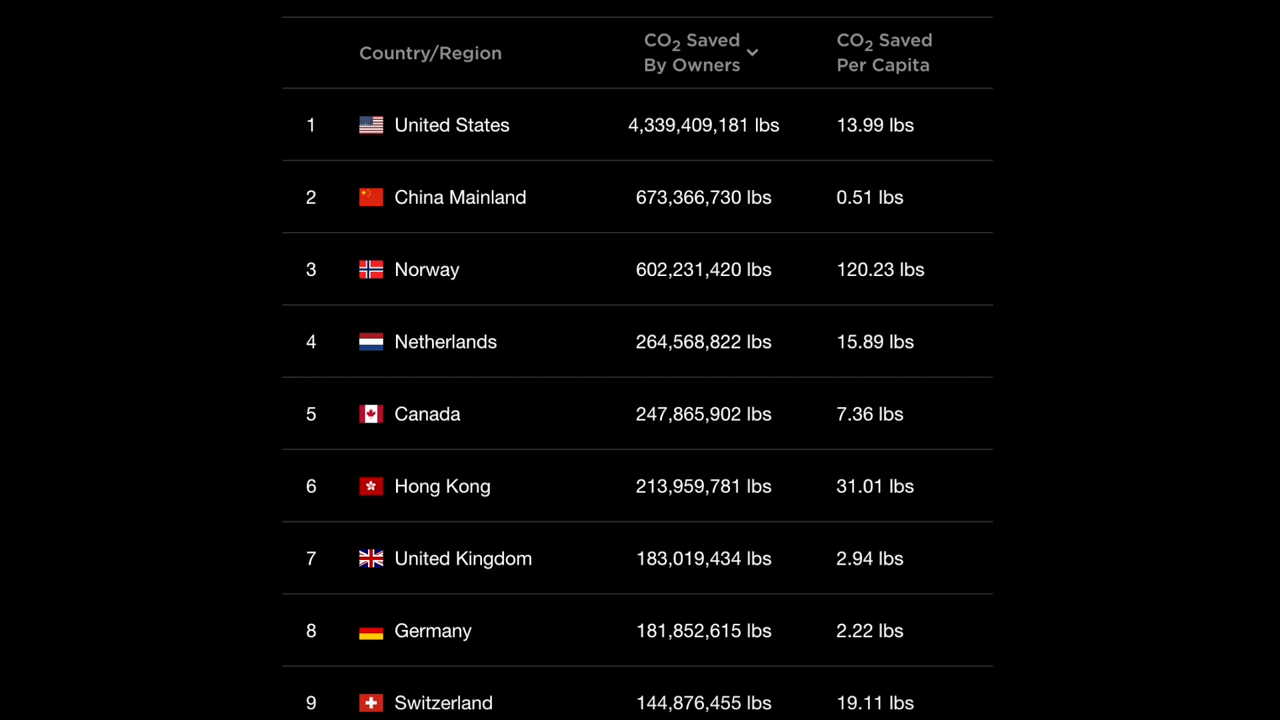 Country/Region CO2 Saved By Owners CO2 Saved Per Capita
1 United States 4,339,409,181 lbs 13.99 lbs
2 China Mainland 673,366,730 lbs 0.51 lbs
3 Norway 602,231,420 lbs 120.23 lbs
4 Netherlands 264,568,822 lbs 15.89 lbs
5 Canada 247,865,902 lbs 7.36 lbs
6 Hong Kong 213,959,781 lbs 31.01 lbs
7 United Kingdom 183,019,434 lbs 2.94 lbs
8 Germany 181,852,615 lbs 2.22 lbs
9 Switzerland 144,876,455 lbs 19.11 lbs